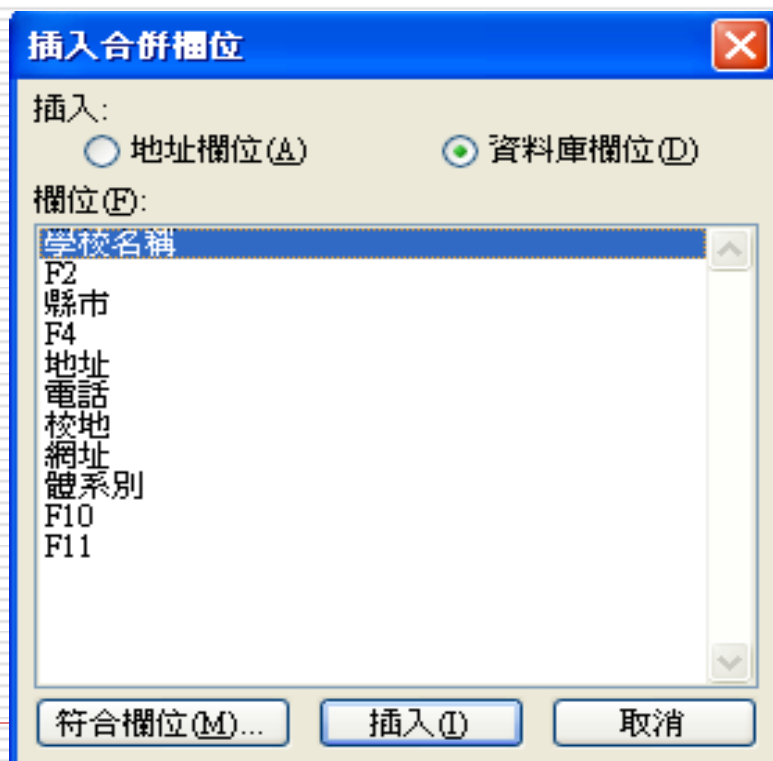 插入合併欄位
插入:
地址欄位(A) 資料庫欄位(D)
欄位(F):
學校名稱
F2
縣市
F4
地址
電話
校地
網址
體系別
F10
F11
符合欄位(M)... 插入(I) 取消